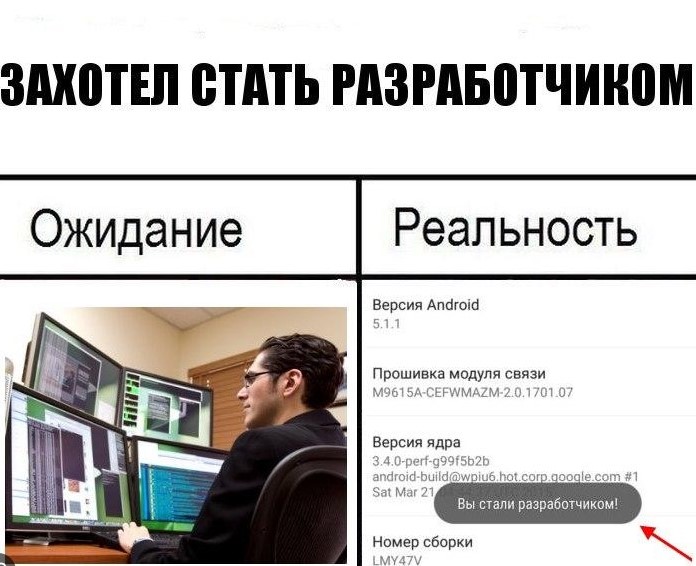 ЗАХОТЕЛ СТАТЬ РАЗРАБОТЧИКОМ
Ожидание
Реальность
Версия Android
5.1.1
Прошивка модуля связи
M9615A-CEFWMAZM-2.0.1701.07
Версия ядра
3.4.0-perf-g99f5b2b
android-build@wpiu6.hot.corp.google.com #1
Sat Mar 21
Вы стали разработчиком!
Номер сборки
LMY47V